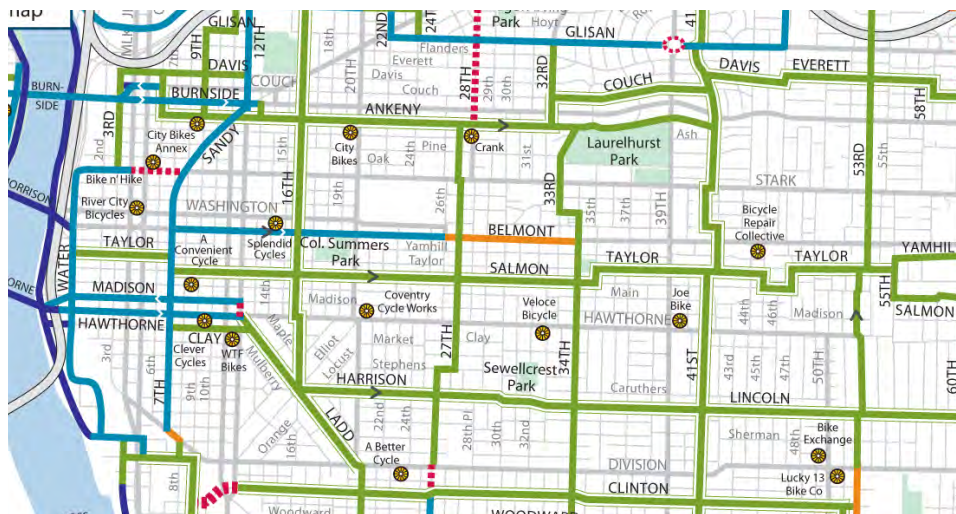 map
GLISAN
9TH
12TH
18th
20TH
22ND
24TH
Park
Hoyt
41
GLISAN
Flanders
DAVIS
COUCH
Everett
Davis
Couch
28TH
29th
30th
32RD
COUCH
DAVIS
EVERETT
58TH
BURN-
SIDE
BURNSIDE
ANKENY
3RD
2nd
City Bikes
Annex
SANDY
15th
16TH
City
Bikes
Oak
24th
Pine
Crank
31st
Ash
Laurelhurst
Park
53RD
55th
Bike n' Hike
River City
Bicycles
WASHINGTON
19th
26th
33RD
35th
37th
39TH
STARK
Bicycle
Repair
Collective
TAYLOR
A
Convenient
Cycle
Splendid
Cycles
Col. Summers
Park
Yamhill
Taylor
BELMONT
SALMON
TAYLOR
TAYLOR
YAMHIL
WATER
MADISON
14th
Madison
Coventry
Cycle Works
Veloce
Bicycle
Main
Joe
Bike
44th
46th
Madison
55TH
SALMON
HAWTHORNE
CLAY
Maple
Elliot
Locust
Market
Stephens
27TH
Clay
HAWTHORNE
3rd
6th
7TH
Clever
Cycles
9th
10th
WTF
Bikes
Mulberry
HARRISON
Sewellcrest
Park
34TH
Caruthers
41ST
43rd
45th
47th
50TH
60TH
LINCOLN
LADD
Orange
16th
22nd
24th
28th Pl
30th
32nd
Sherman
48th
Bike
Exchange
A Better
Cycle
8th
DIVISION
Lucky 13
Bike Co
CLINTON
Woodward
WOODWARD